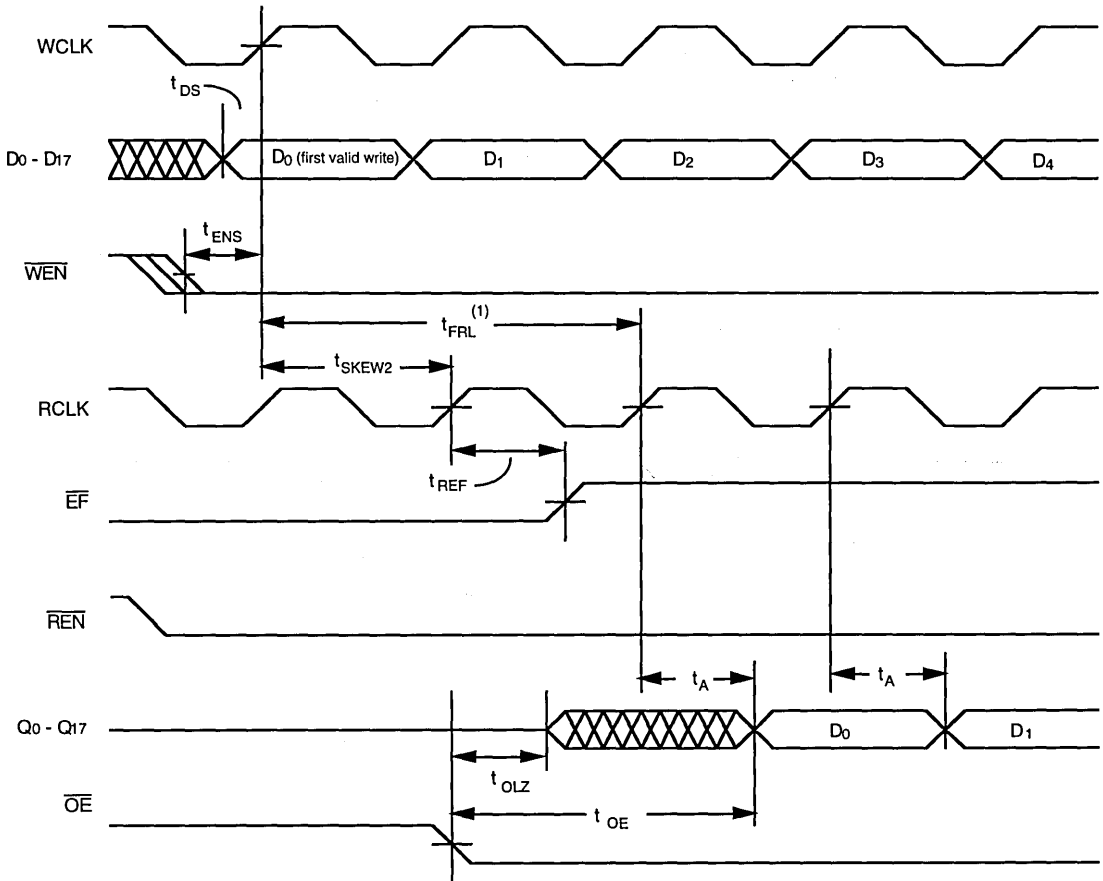 WCLK
tDS
D0 - D17
D0 (first valid write)
D1
D2
D3
D4
tENS
WEN
tFRL(1)
tSKEW2
RCLK
tREF
EF
REN
tA
tA
Q0 - Q17
D0
D1
tOLZ
OE
tOE